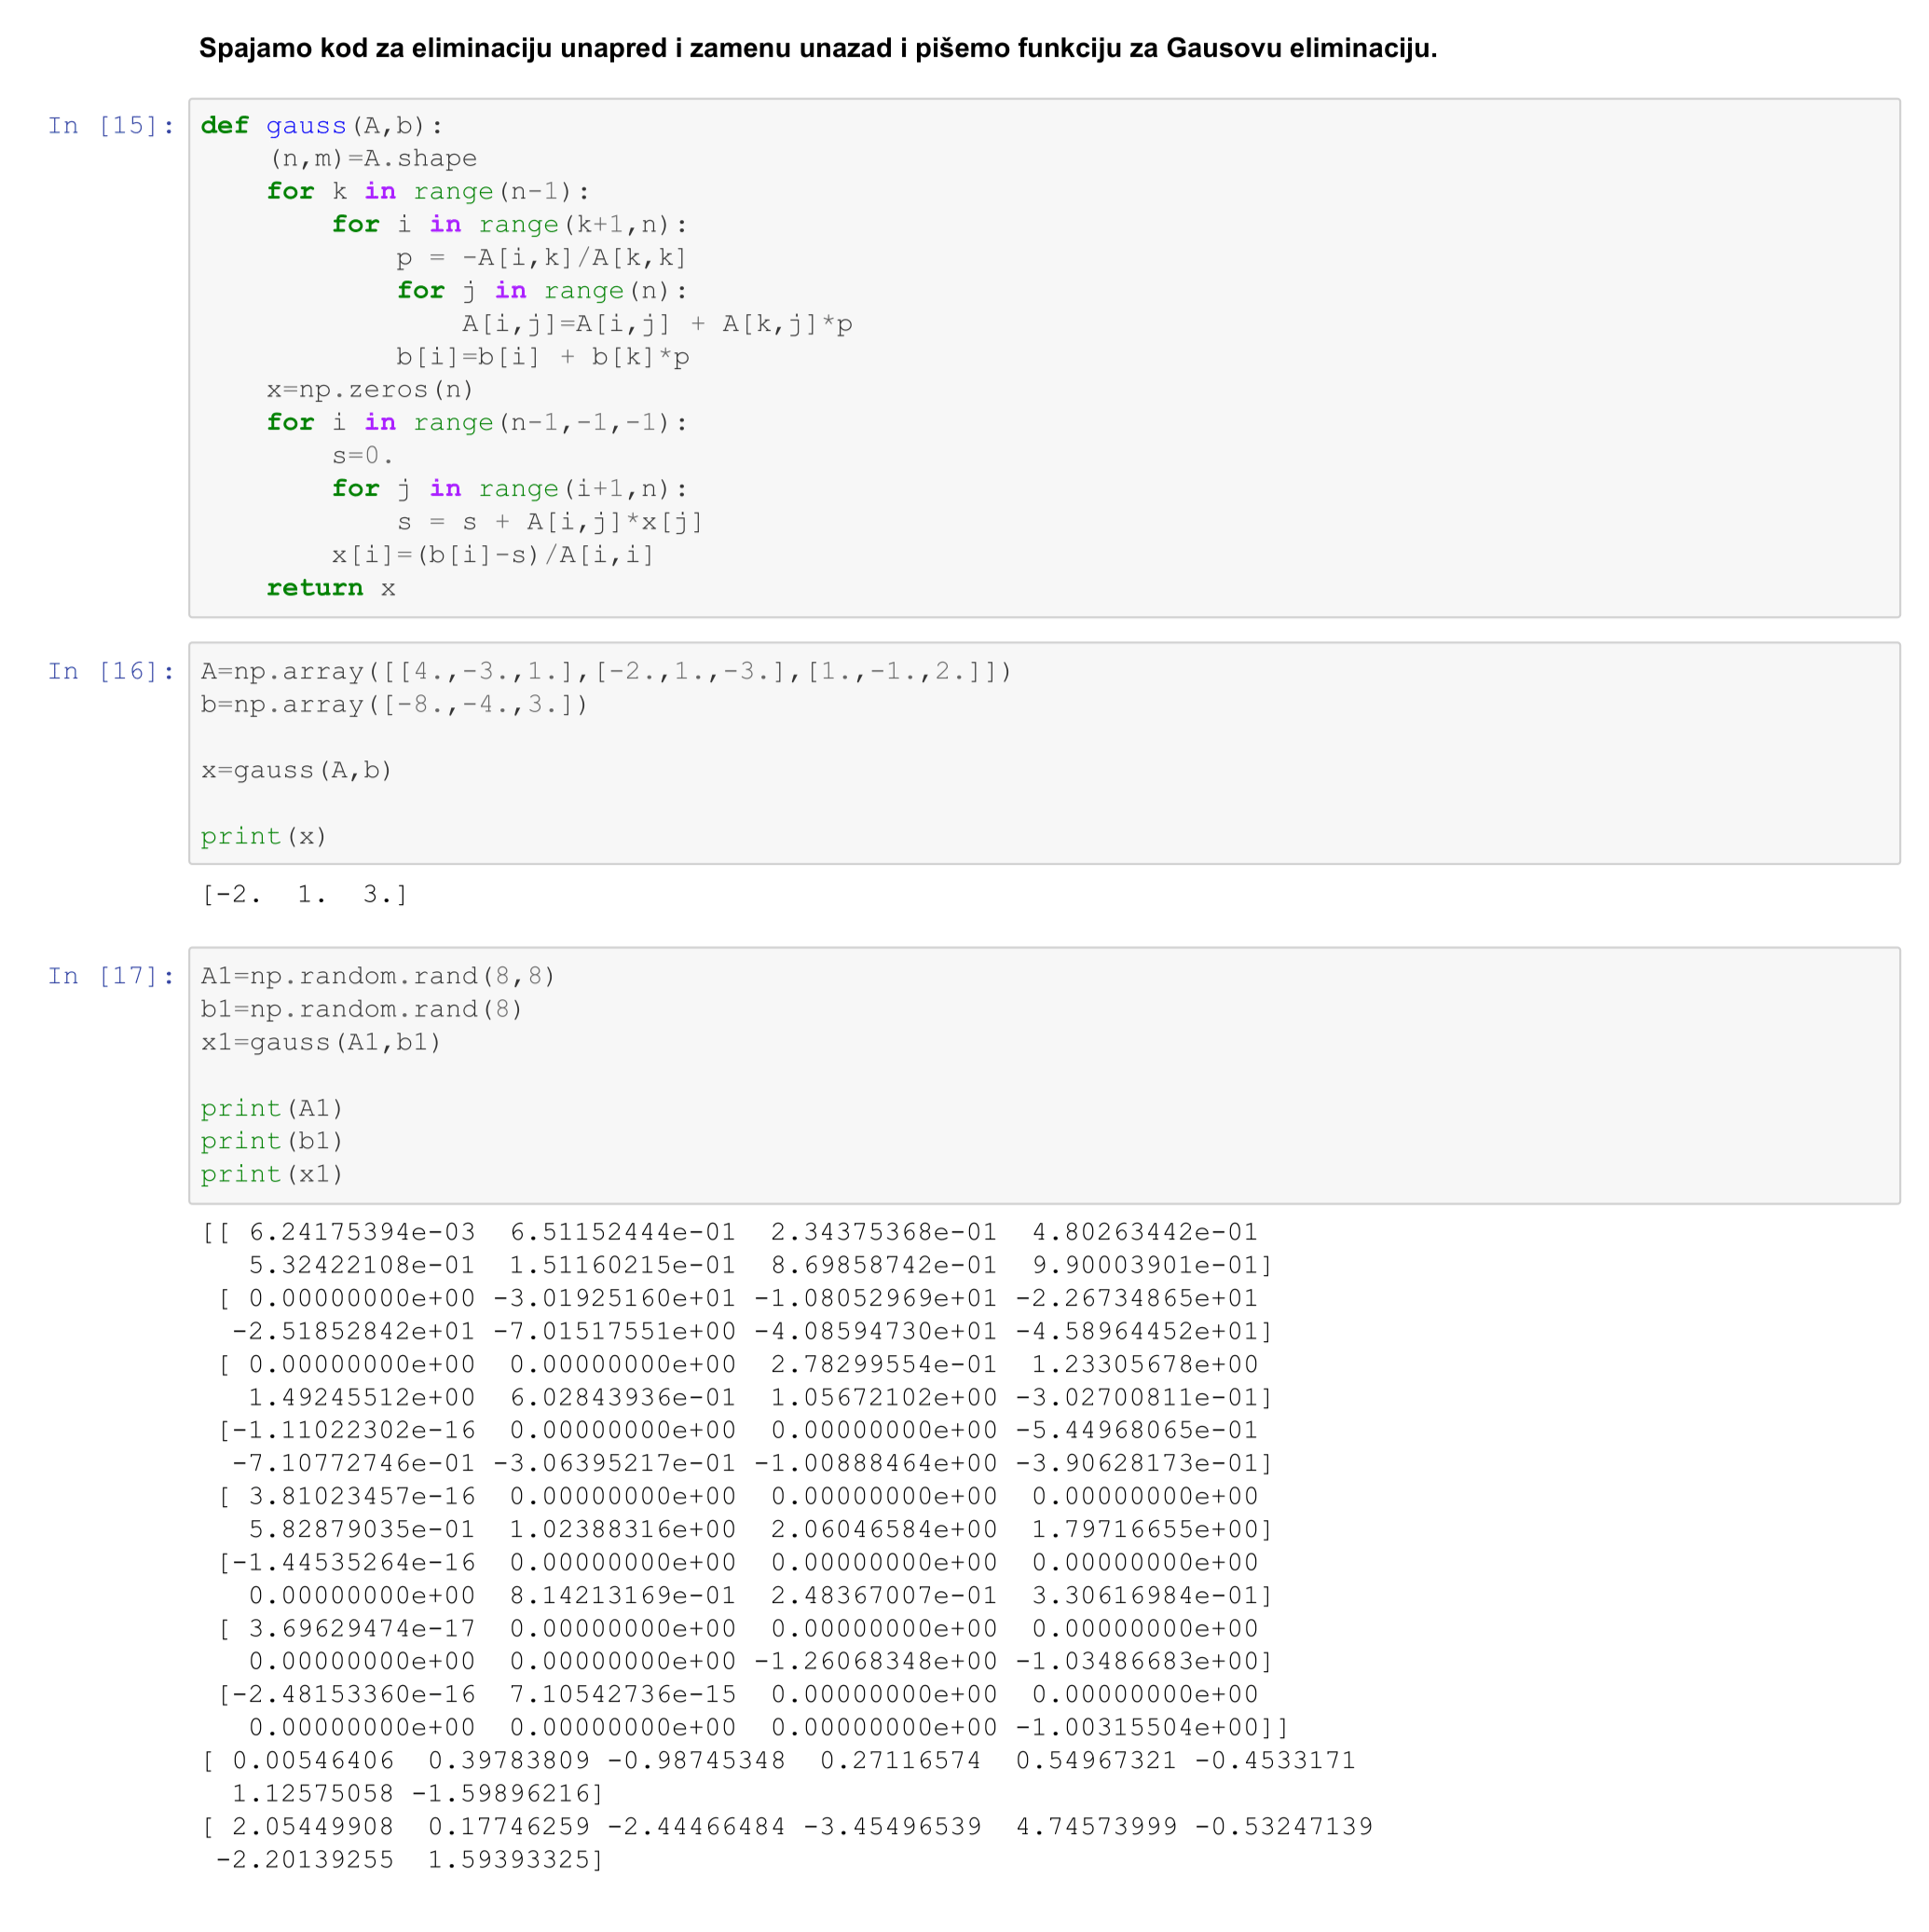 Spajamo kod za eliminaciju unapred i zamenu unazad i pišemo funkciju za Gausovu eliminaciju.
In [15]: def gauss(A,b):
    (n,m)=A.shape
    for k in range(n-1):
        for i in range(k+1,n):
            p = -A[i,k]/A[k,k]
            for j in range(n):
                A[i,j]=A[i,j] + A[k,j]*p
            b[i]=b[i] + b[k]*p
    x=np.zeros(n)
    for i in range(n-1,-1,-1):
        s=0.
        for j in range(i+1,n):
            s = s + A[i,j]*x[j]
        x[i]=(b[i]-s)/A[i,i]
    return x
In [16]: A=np.array([[4.,-3.,1.],[-2.,1.,-3.],[1.,-1.,2.]])
b=np.array([-8.,-4.,3.])
x=gauss(A,b)
print(x)
[-2.  1.  3.]
In [17]: A1=np.random.rand(8,8)
b1=np.random.rand(8)
x1=gauss(A1,b1)
print(A1)
print(b1)
print(x1)
[[ 6.24175394e-03  6.51152444e-01  2.34375368e-01  4.80263442e-01
   5.32422108e-01  1.51160215e-01  8.69858742e-01  9.90003901e-01]
 [ 0.00000000e+00 -3.01925160e+01 -1.08052969e+01 -2.26734865e+01
  -2.51852842e+01 -7.01517551e+00 -4.08594730e+01 -4.58964452e+01]
 [ 0.00000000e+00  0.00000000e+00  2.78299554e-01  1.23305678e+00
   1.49245512e+00  6.02843936e-01  1.05672102e+00 -3.02700811e-01]
 [-1.11022302e-16  0.00000000e+00  0.00000000e+00 -5.44968065e-01
  -7.10772746e-01 -3.06395217e-01 -1.00888464e+00 -3.90628173e-01]
 [ 3.81023457e-16  0.00000000e+00  0.00000000e+00  0.00000000e+00
   5.82879035e-01  1.02388316e+00  2.06046584e+00  1.79716655e+00]
 [-1.44535264e-16  0.00000000e+00  0.00000000e+00  0.00000000e+00
   0.00000000e+00  8.14213169e-01  2.48367007e-01  3.30616984e-01]
 [ 3.69629474e-17  0.00000000e+00  0.00000000e+00  0.00000000e+00
   0.00000000e+00  0.00000000e+00 -1.26068348e+00 -1.03486683e+00]
 [-2.48153360e-16  7.10542736e-15  0.00000000e+00  0.00000000e+00
   0.00000000e+00  0.00000000e+00  0.00000000e+00 -1.00315504e+00]]
[ 0.00546406  0.39783809 -0.98745348  0.27116574  0.54967321 -0.4533171
  1.12575058 -1.59896216]
[ 2.05449908  0.17746259 -2.44466484 -3.45496539  4.74573999 -0.53247139
 -2.20139255  1.59393325]